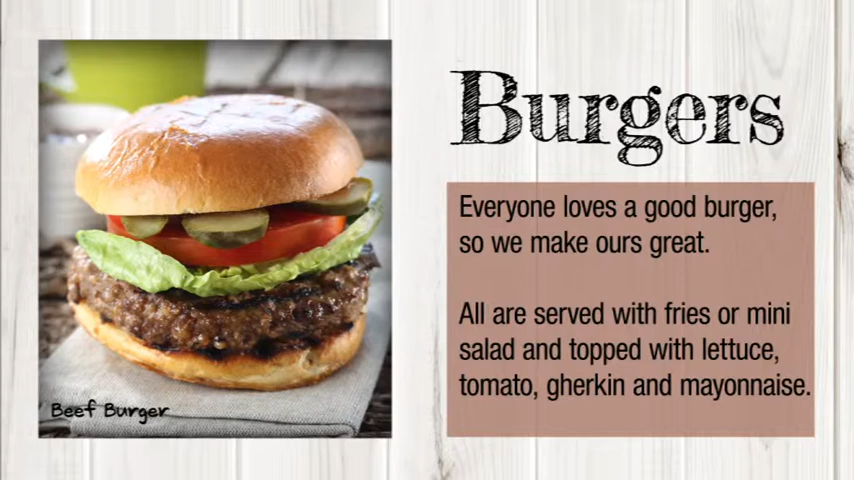 Burgers
Everyone loves a good burger,
so we make ours great.
All are served with fries or mini
salad and topped with lettuce,
tomato, gherkin and mayonnaise.
Beef Burger